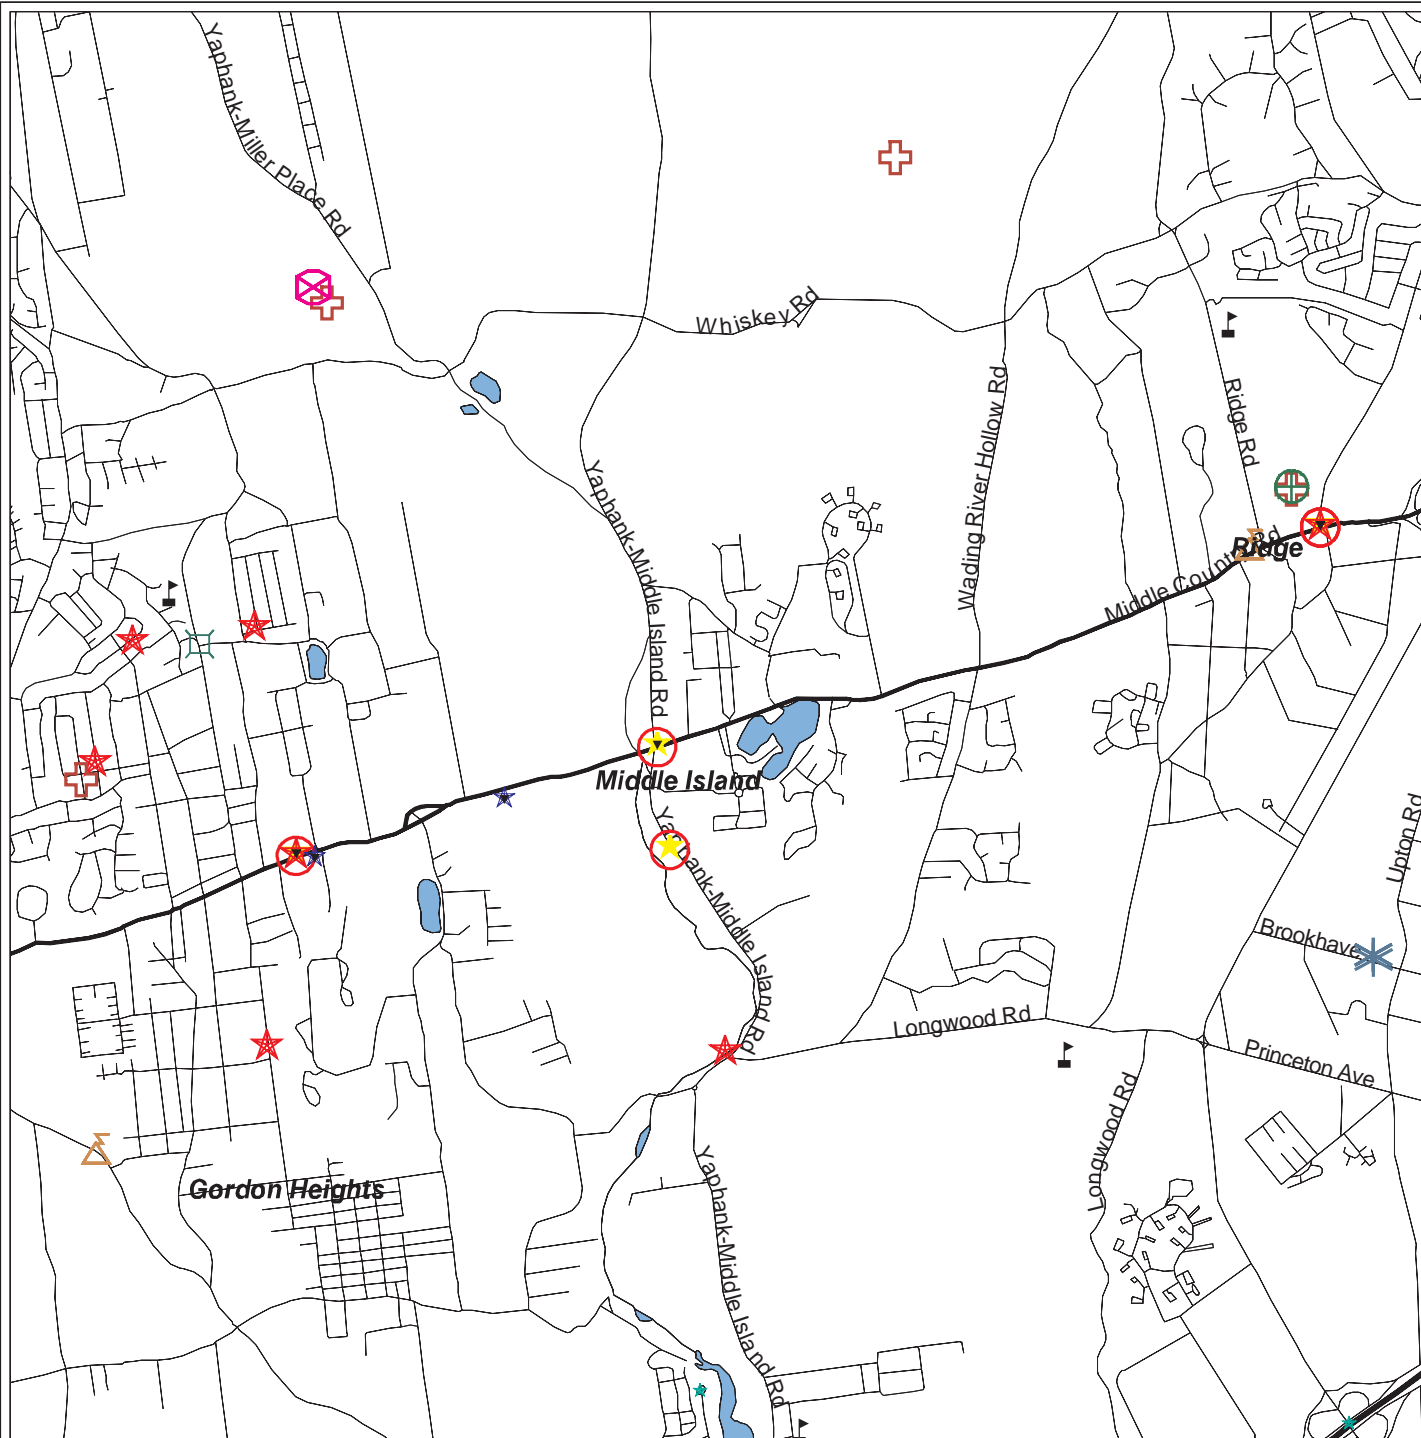 Yaphank-Miller Place Rd
Whiskey Rd
Ridge Rd
Wading River Hollow Rd
Yaphank-Middle Island Rd
Middle Country Rd
Ridge
Middle Island
Yaphank-Middle Island Rd
Upton Rd
Brookhave
Longwood Rd
Princeton Ave
Longwood Rd
Gordon Heights
Yaphank-Middle Island Rd